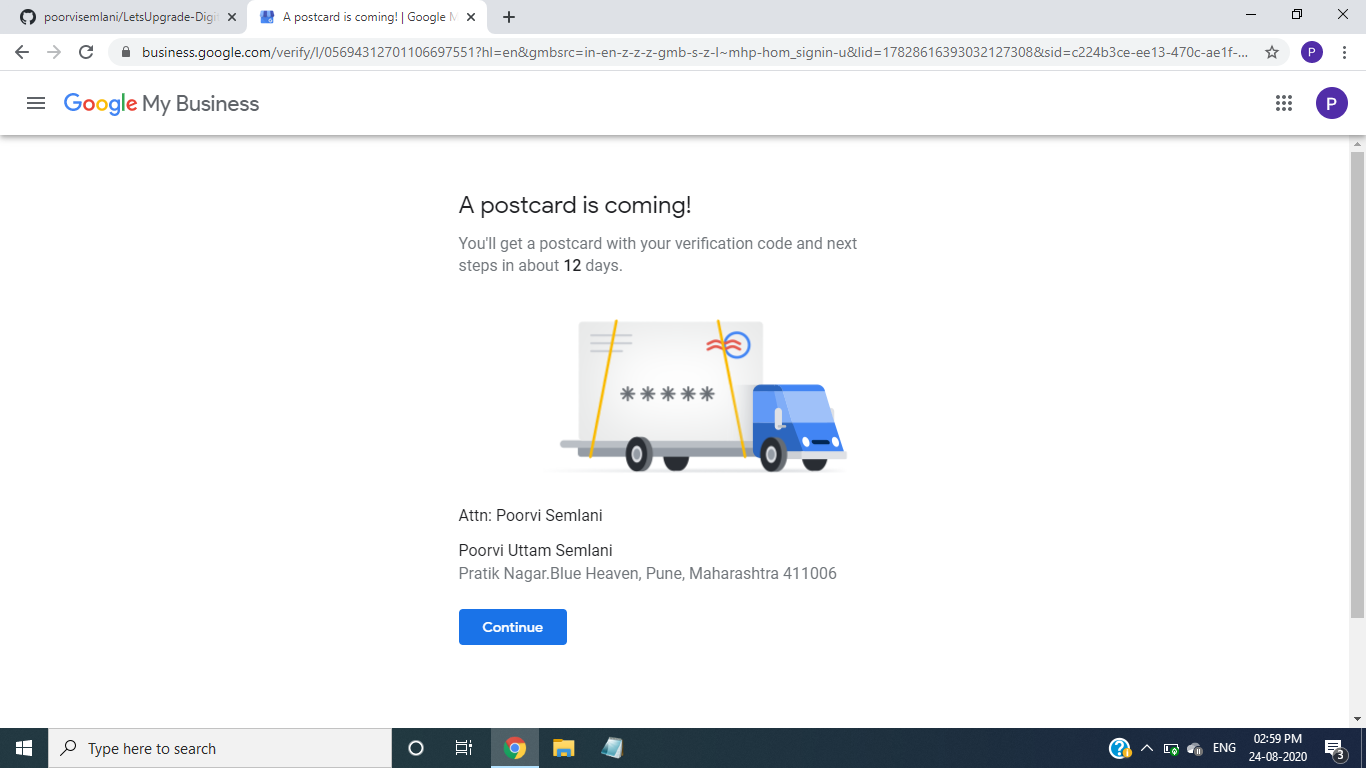 poorvisemlani/LetsUpgrade-Digi
A postcard is coming! | Google M
business.google.com/verify/l/05694312701106697551?hl=en&gmbsrc=in-en-z-z-z-gmb-s-z-l~mhp-hom_signin-u&lid=17828616393032127308&sid=c224b3ce-ee13-470c-ae1f-...
P
Google My Business
P
A postcard is coming!
You'll get a postcard with your verification code and next
steps in about 12 days.
*****
Attn: Poorvi Semlani
Poorvi Uttam Semlani
Pratik Nagar.Blue Heaven, Pune, Maharashtra 411006
Continue
Type here to search
ENG
02:59 PM
24-08-2020
3